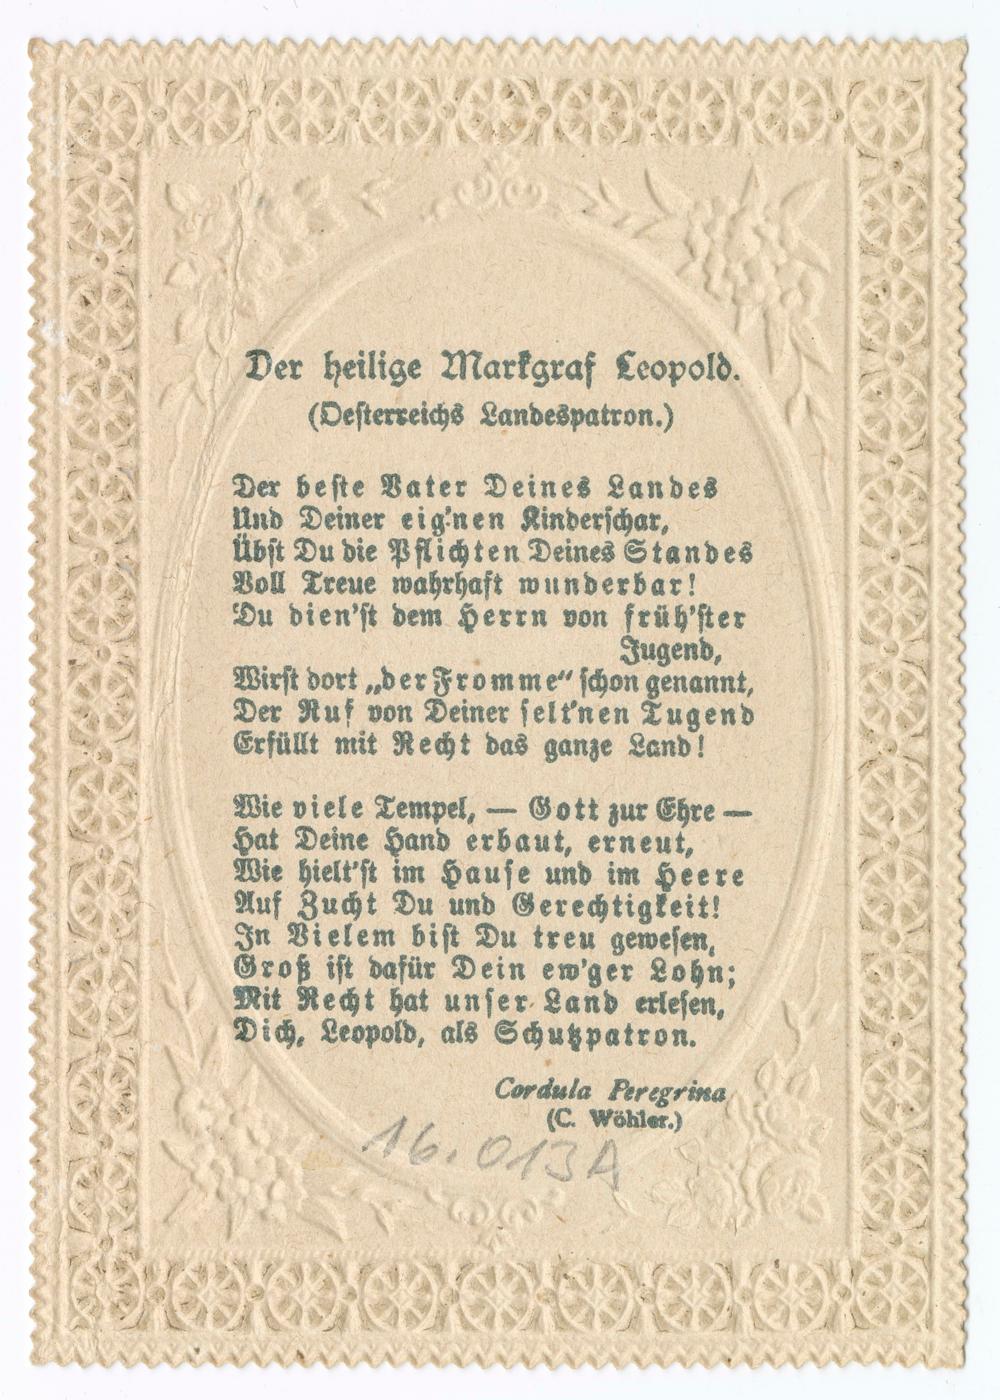 Der heilige Markgraf Leopold.
(Oesterreichs Landespatron.)
Der beste Vater Deines Landes
Und Deiner eig'nen Kinderschar,
Übst Du die Pflichten Deines Standes
Voll Treue wahrhaft wunderbar!
Du dien'st dem Herrn von früh'ster
Jugend,
Wirst dort „der Fromme“ schon genannt,
Der Ruf von Deiner selt'nen Tugend
Erfüllt mit Recht das ganze Land!
Wie viele Tempel, — Gott zur Ehre —
Hat Deine Hand erbaut, erneut,
Wie hielt'st im Hause und im Heere
Auf Zucht Du und Gerechtigkeit!
In Vielem bist Du treu gewesen,
Groß ist dafür Dein ew'ger Lohn;
Mit Recht hat unser Land erlesen,
Dich, Leopold, als Schutzpatron.
Cordula Peregrina
(C. Wöhler.)
16.013A